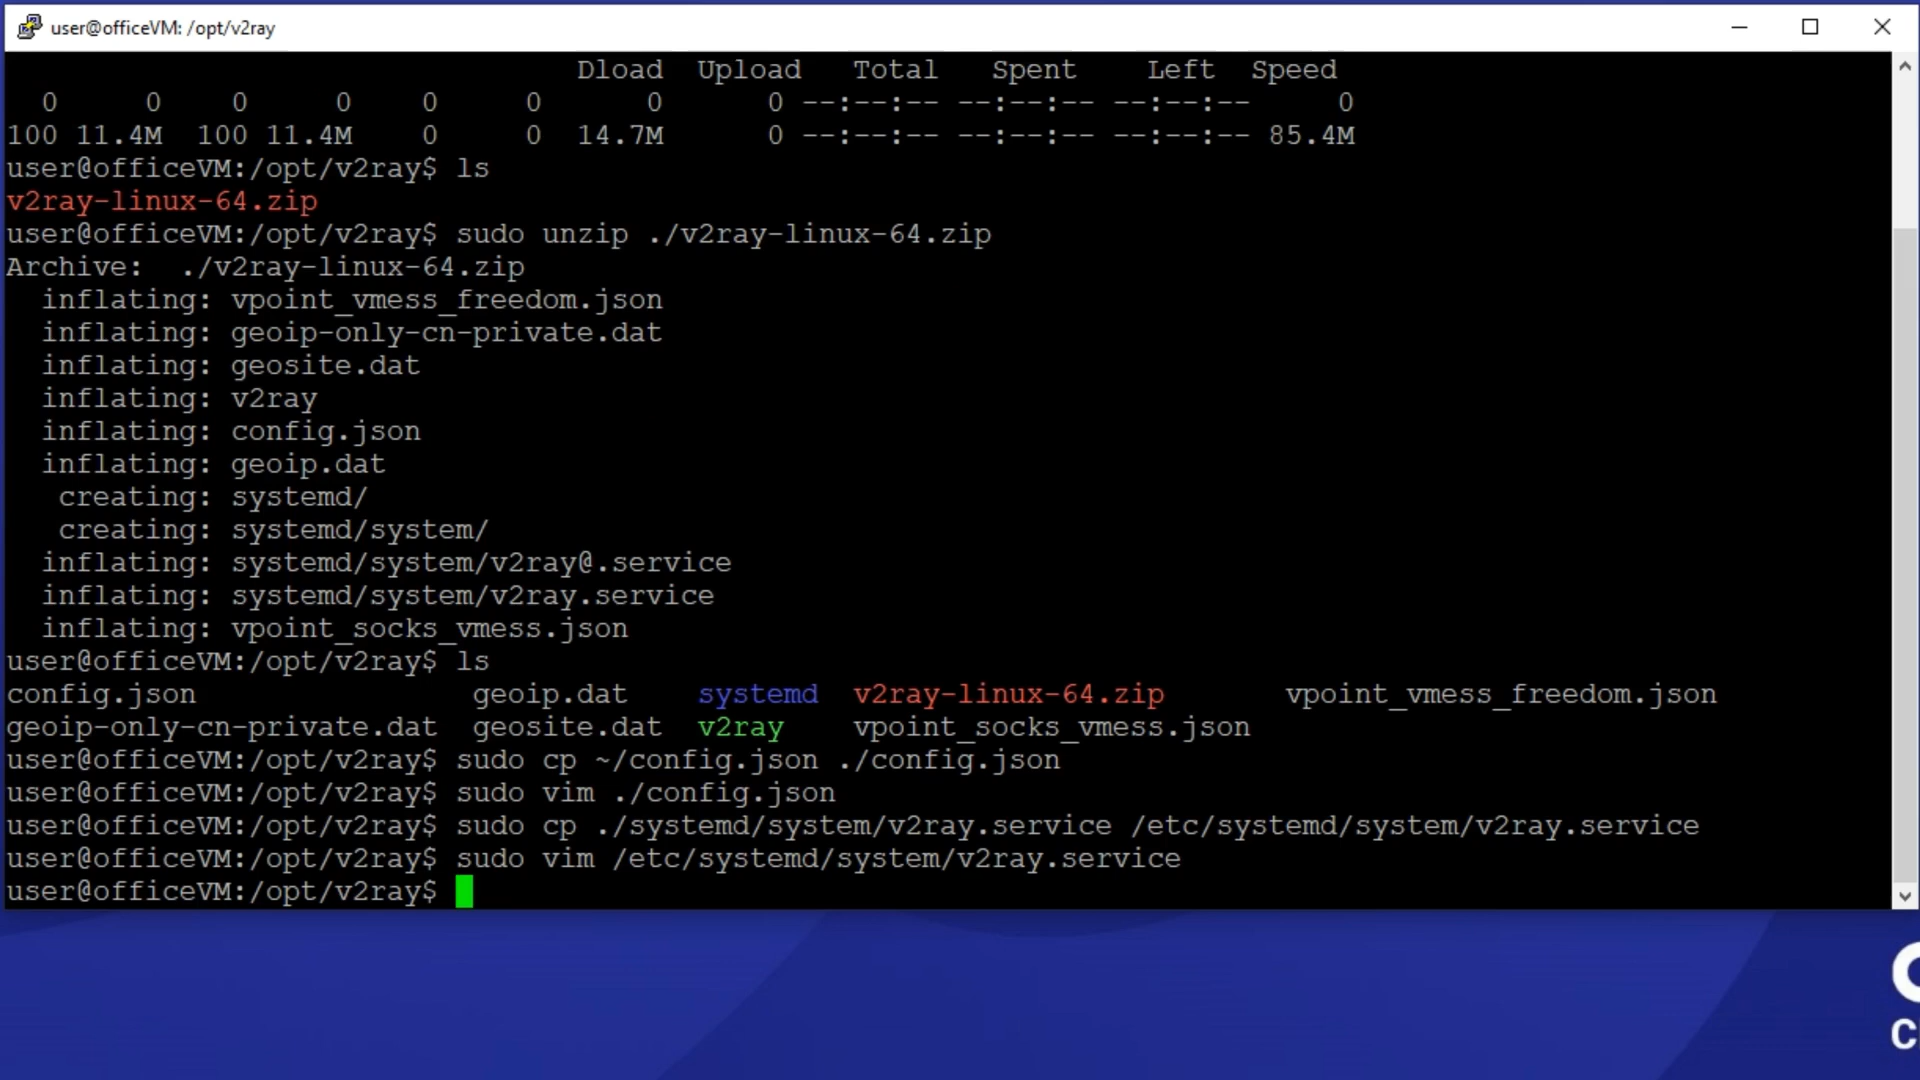 user@officeVM: /opt/v2ray
Dload Upload Total Spent Left Speed
0 0 0 0 0 0 0 0 --:--:-- --:--:-- --:--:-- 0
100 11.4M 100 11.4M 0 0 14.7M 0 --:--:-- --:--:-- --:--:-- 85.4M
user@officeVM:/opt/v2ray$ ls
v2ray-linux-64.zip
user@officeVM:/opt/v2ray$ sudo unzip ./v2ray-linux-64.zip
Archive:  ./v2ray-linux-64.zip
inflating: vpoint_vmess_freedom.json
inflating: geoip-only-cn-private.dat
inflating: geosite.dat
inflating: v2ray
inflating: config.json
inflating: geoip.dat
creating: systemd/
creating: systemd/system/
inflating: systemd/system/v2ray@.service
inflating: systemd/system/v2ray.service
inflating: vpoint_socks_vmess.json
user@officeVM:/opt/v2ray$ ls
config.json geoip.dat systemd v2ray-linux-64.zip vpoint_vmess_freedom.json
geoip-only-cn-private.dat geosite.dat v2ray vpoint_socks_vmess.json
user@officeVM:/opt/v2ray$ sudo cp ~/config.json ./config.json
user@officeVM:/opt/v2ray$ sudo vim ./config.json
user@officeVM:/opt/v2ray$ sudo cp ./systemd/system/v2ray.service /etc/systemd/system/v2ray.service
user@officeVM:/opt/v2ray$ sudo vim /etc/systemd/system/v2ray.service
user@officeVM:/opt/v2ray$